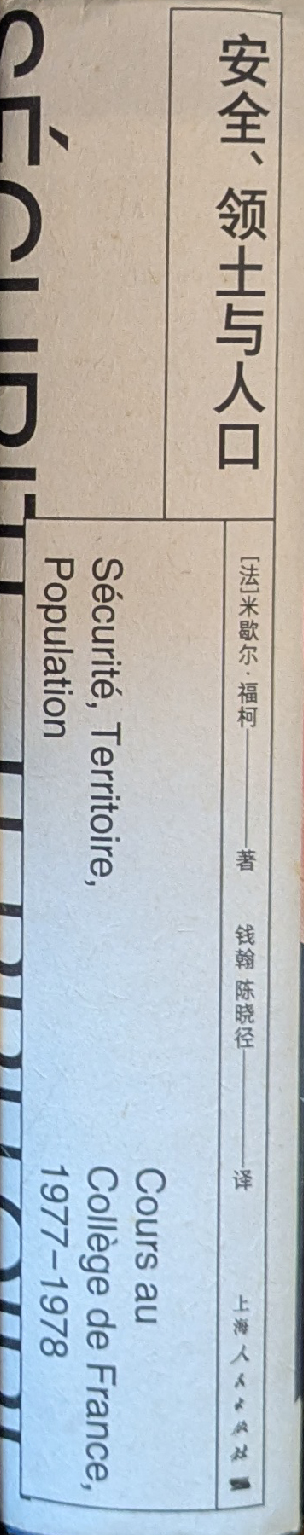 安全、领土与人口
[法]米歇尔·福柯 著 钱翰 陈晓径 译 上海人民出版社
Sécurité, Territoire,
Population
Cours au
Collège de France,
1977–1978